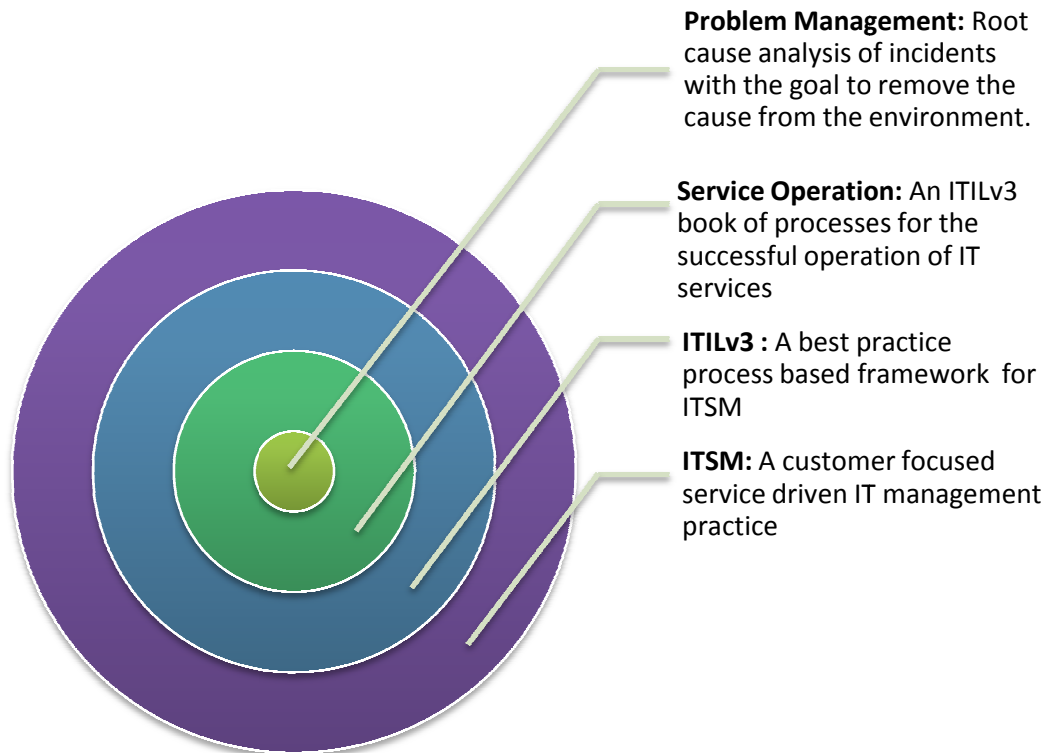 Problem Management: Root
cause analysis of incidents
with the goal to remove the
cause from the environment.
Service Operation: An ITILv3
book of processes for the
successful operation of IT
services
ITILv3 : A best practice
process based framework  for
ITSM
ITSM: A customer focused
service driven IT management
practice